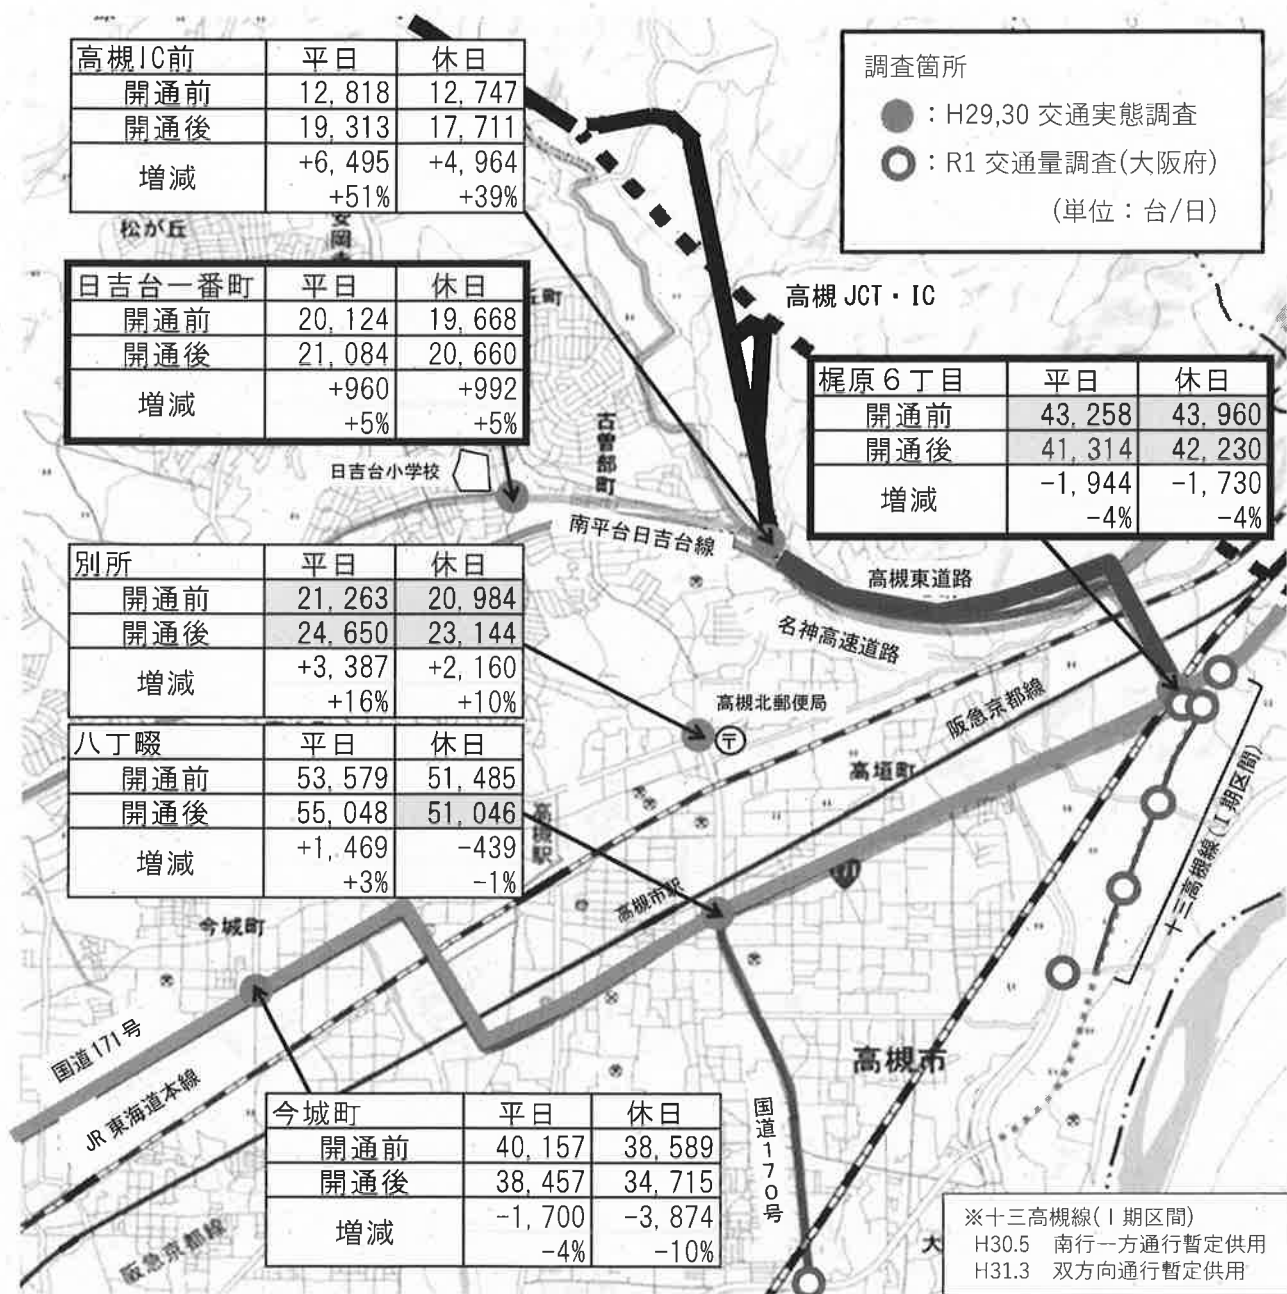 高槻IC前 平日 休日
開通前 12,818 12,747
開通後 19,313 17,711
増減 +6,495 +4,964
+51% +39%
調査箇所
：H29,30 交通実態調査
：R1 交通量調査(大阪府)
(単位：台/日)
松が丘
日吉台一番町 平日 休日
開通前 20,124 19,668
開通後 21,084 20,660
増減 +960 +992
+5% +5%
高槻 JCT・IC
梶原６丁目 平日 休日
開通前 43,258 43,960
開通後 41,314 42,230
増減 -1,944 -1,730
-4% -4%
古曽部町
日吉台小学校
南平台日吉台線
高槻東道路
名神高速道路
別所 平日 休日
開通前 21,263 20,984
開通後 24,650 23,144
増減 +3,387 +2,160
+16% +10%
高槻北郵便局
阪急京都線
高垣町
八丁畷 平日 休日
開通前 53,579 51,485
開通後 55,048 51,046
増減 +1,469 -439
+3% -1%
高槻駅
高槻市駅
十三高槻線(Ⅰ期区間)
今城町
国道171号
JR東海道本線
高槻市
今城町 平日 休日
開通前 40,157 38,589
開通後 38,457 34,715
増減 -1,700 -3,874
-4% -10%
国道170号
阪急京都線
大
※十三高槻線(Ⅰ期区間)
H30.5 南行一方通行暫定供用
H31.3 双方向通行暫定供用